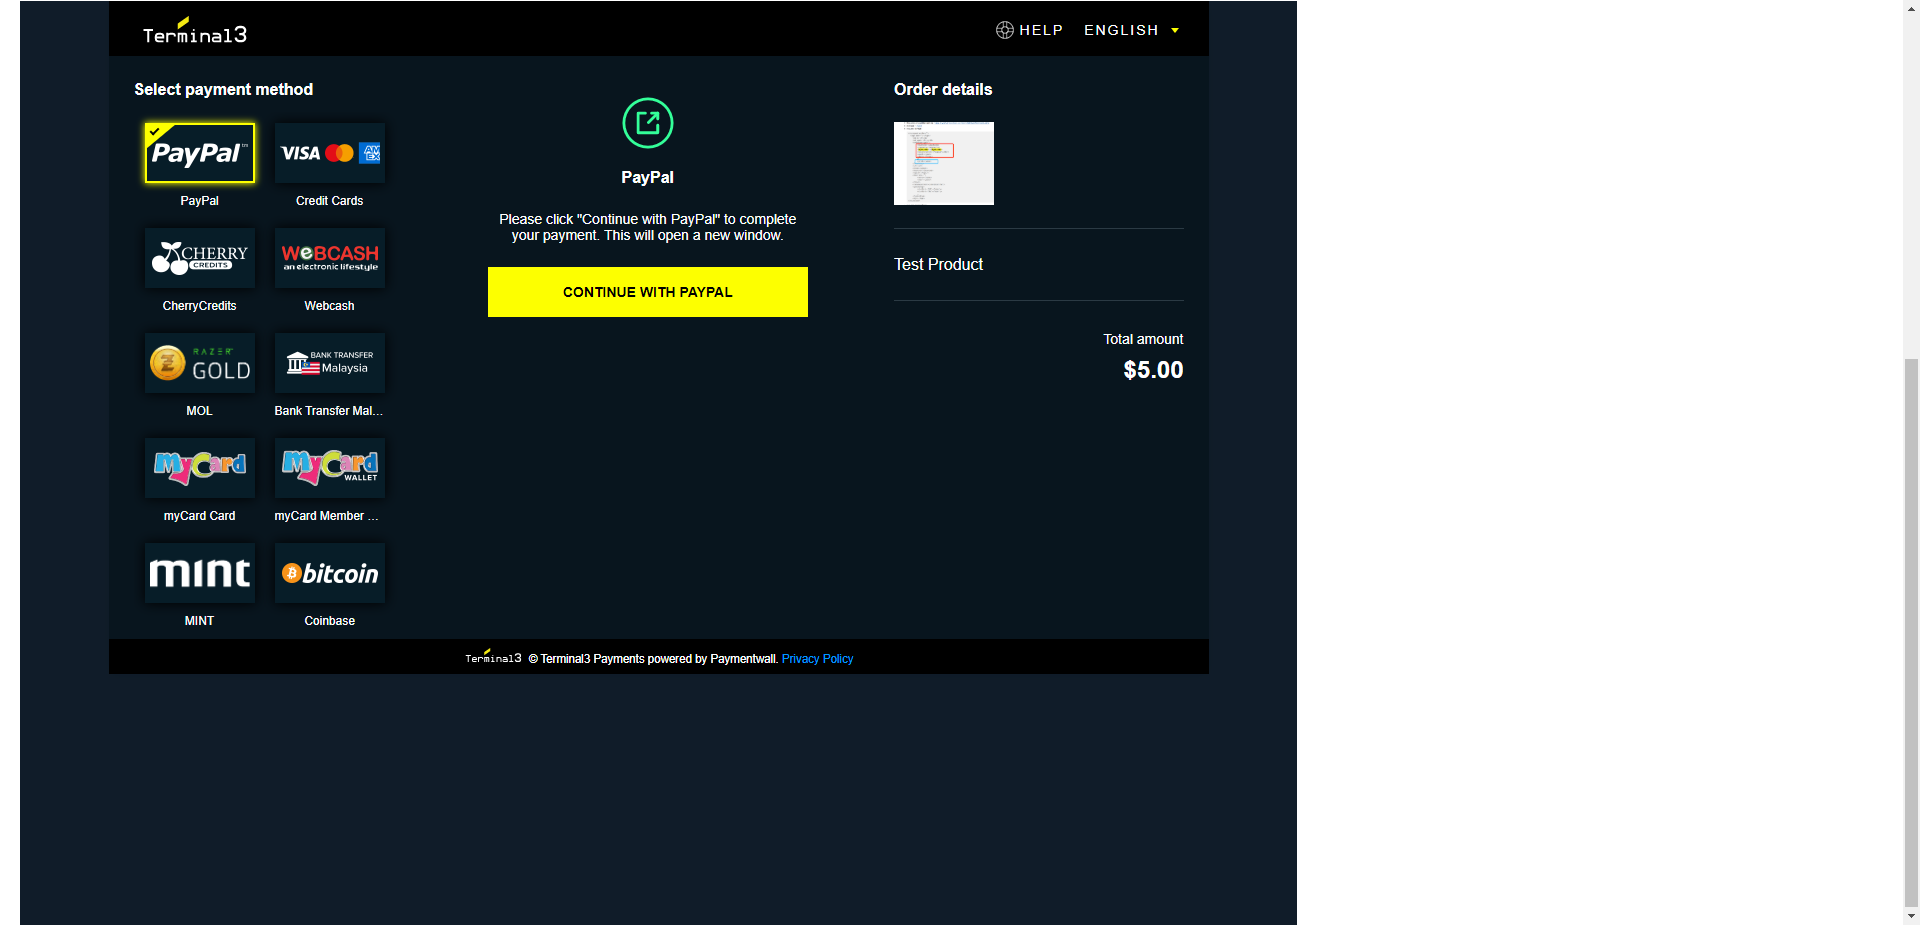 Terminal3
HELP
ENGLISH
Select payment method
PayPal™
PayPal
VISA
AM
EX
Credit Cards
CHERRY
CREDITS
CherryCredits
WeBCASH
an electronic lifestyle
Webcash
RAZER
GOLD
MOL
BANK TRANSFER
Malaysia
Bank Transfer Mal...
MyCard
myCard Card
MyCard
WALLET
myCard Member ...
mint
MINT
bitcoin
Coinbase
PayPal
Please click "Continue with PayPal" to complete
your payment. This will open a new window.
CONTINUE WITH PAYPAL
Order details
Test Product
Total amount
$5.00
Terminal3 © Terminal3 Payments powered by Paymentwall. Privacy Policy